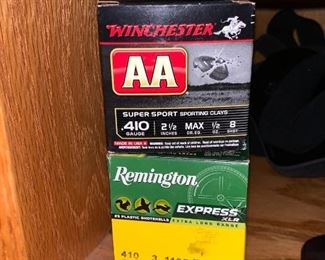 WINCHESTER
AA
SUPER SPORT SPORTING CLAYS
.410 GAUGE 2½ INCHES MAX DR. EQ. ½ OZ. 8 SHOT
MADE IN U.S.A.
Remington
EXPRESS
XLR
25 PLASTIC SHOTSHELLS EXTRA LONG RANGE
410 3